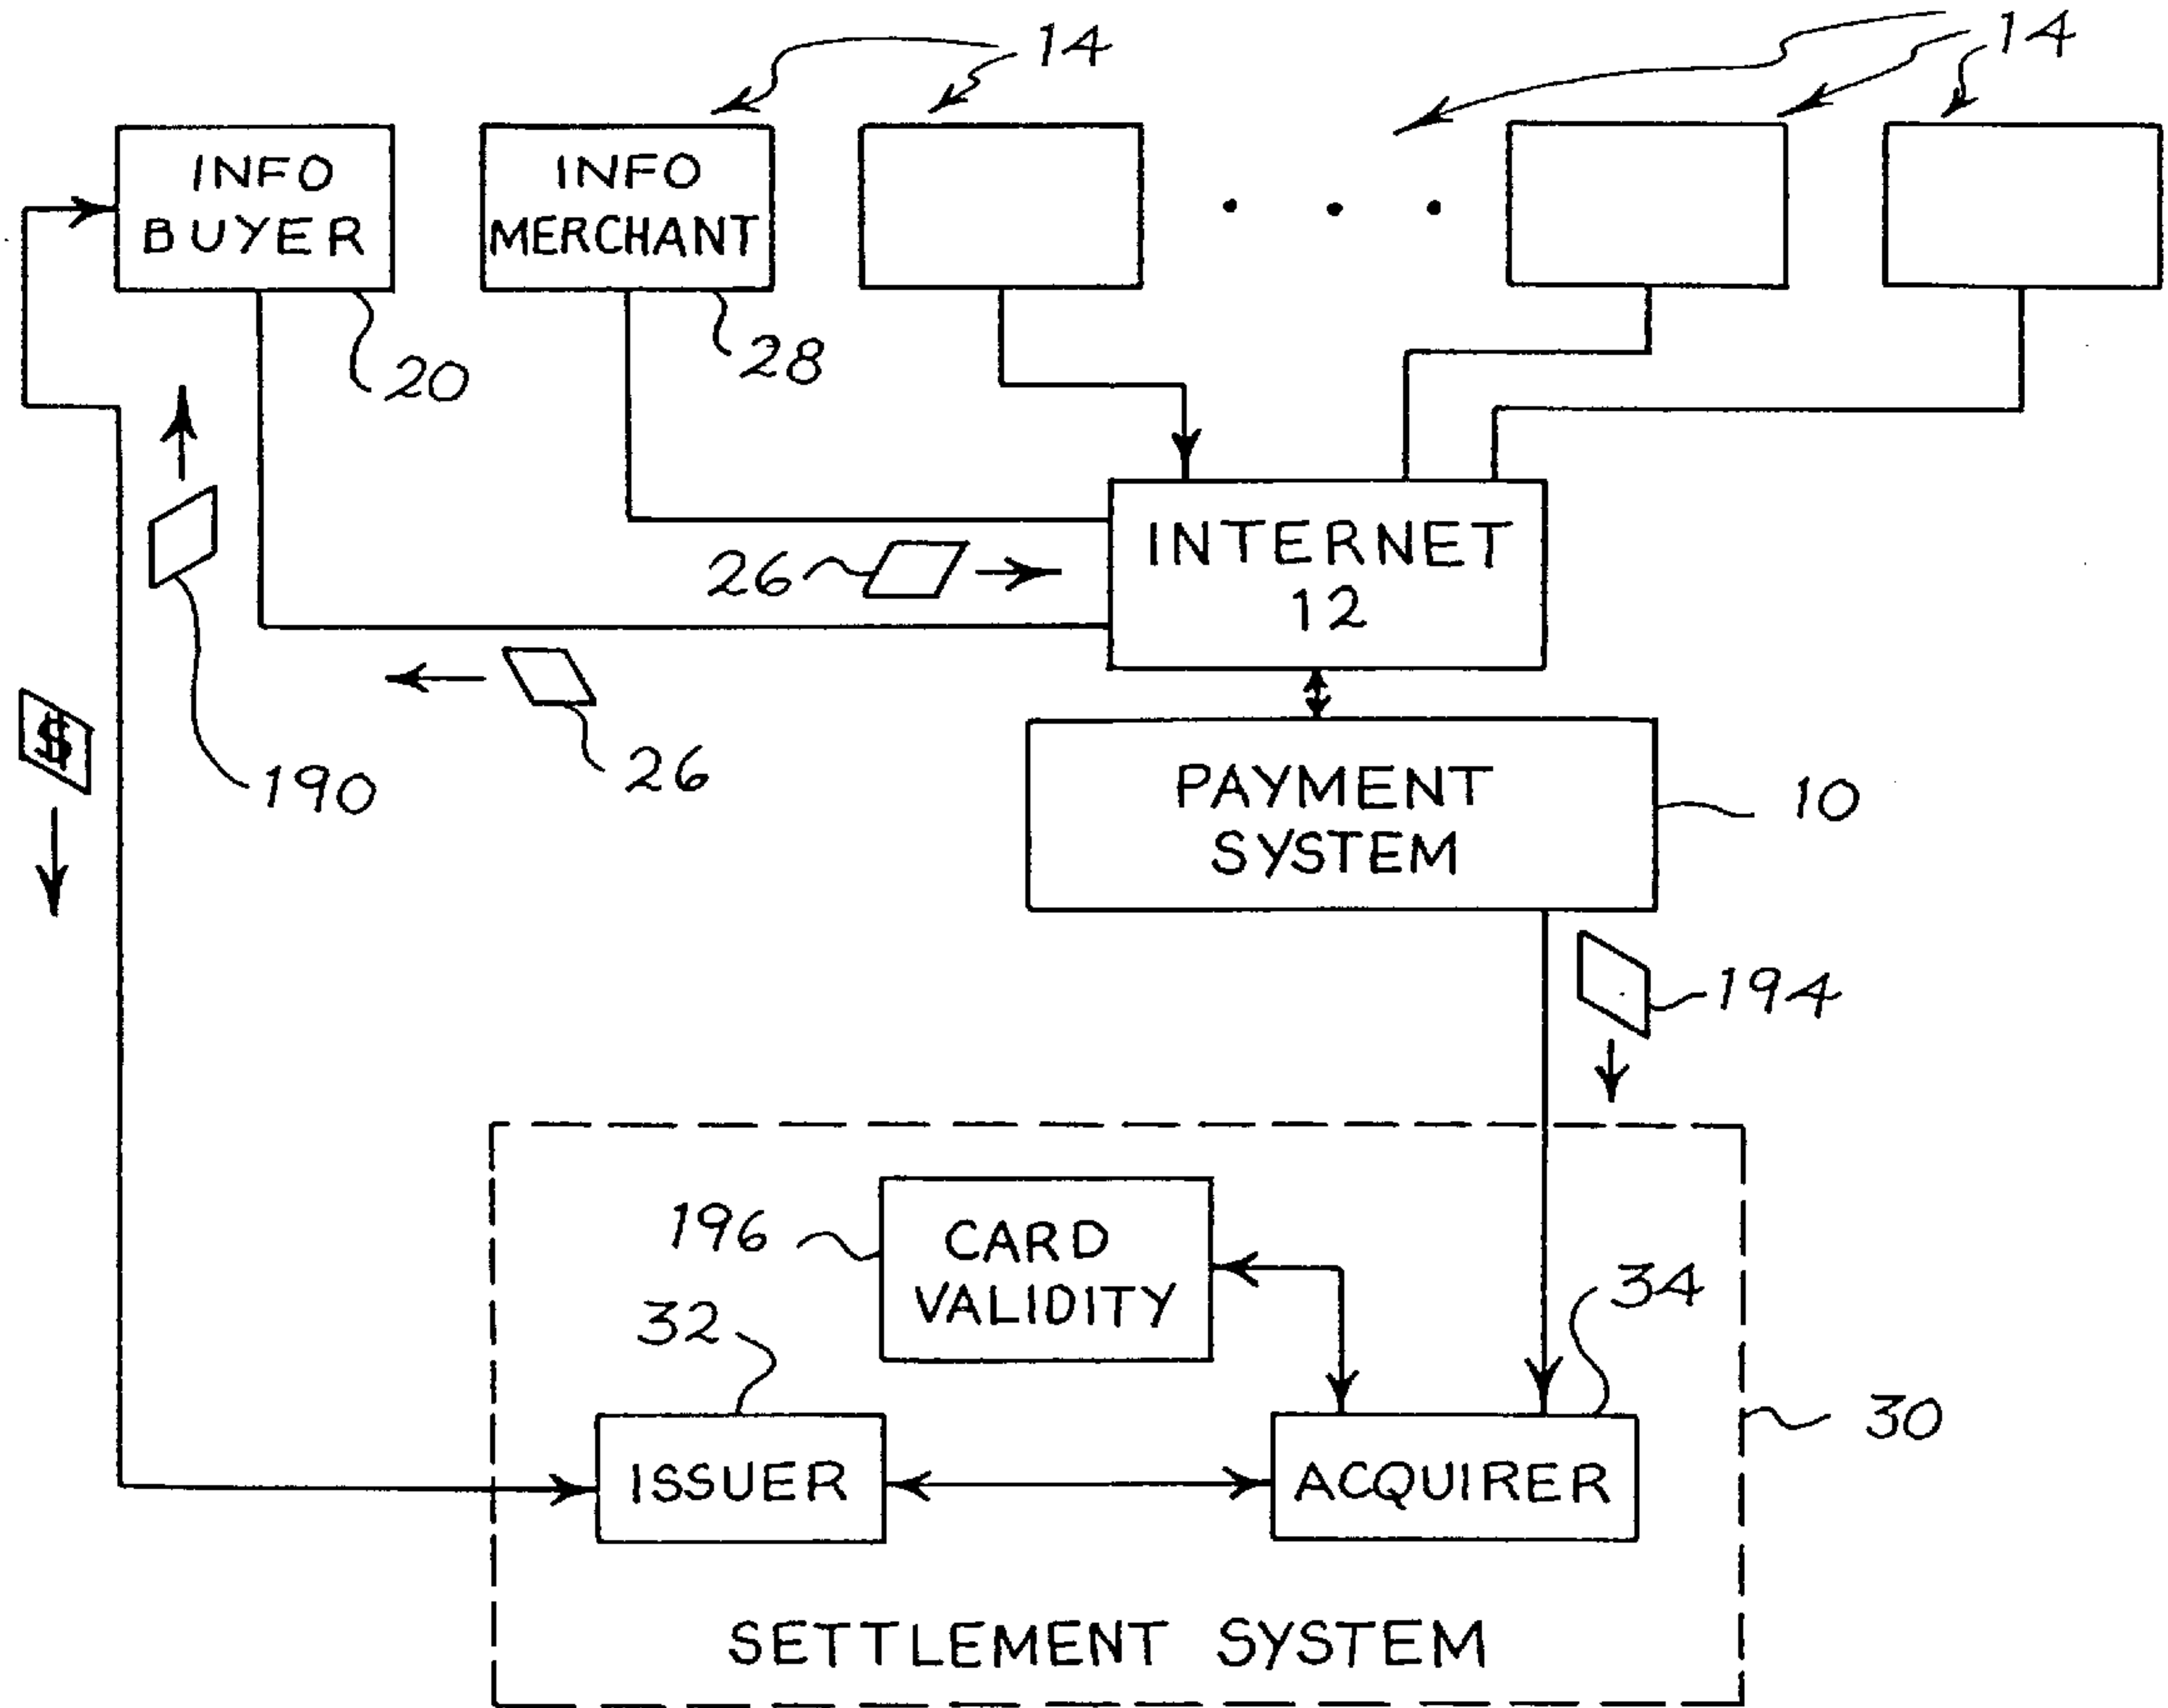 14
14
INFO
BUYER
INFO
MERCHANT
20
28
INTERNET
12
26
26
$
190
PAYMENT
SYSTEM
10
194
196
CARD
VALIDITY
32
34
30
ISSUER
ACQUIRER
SETTLEMENT SYSTEM